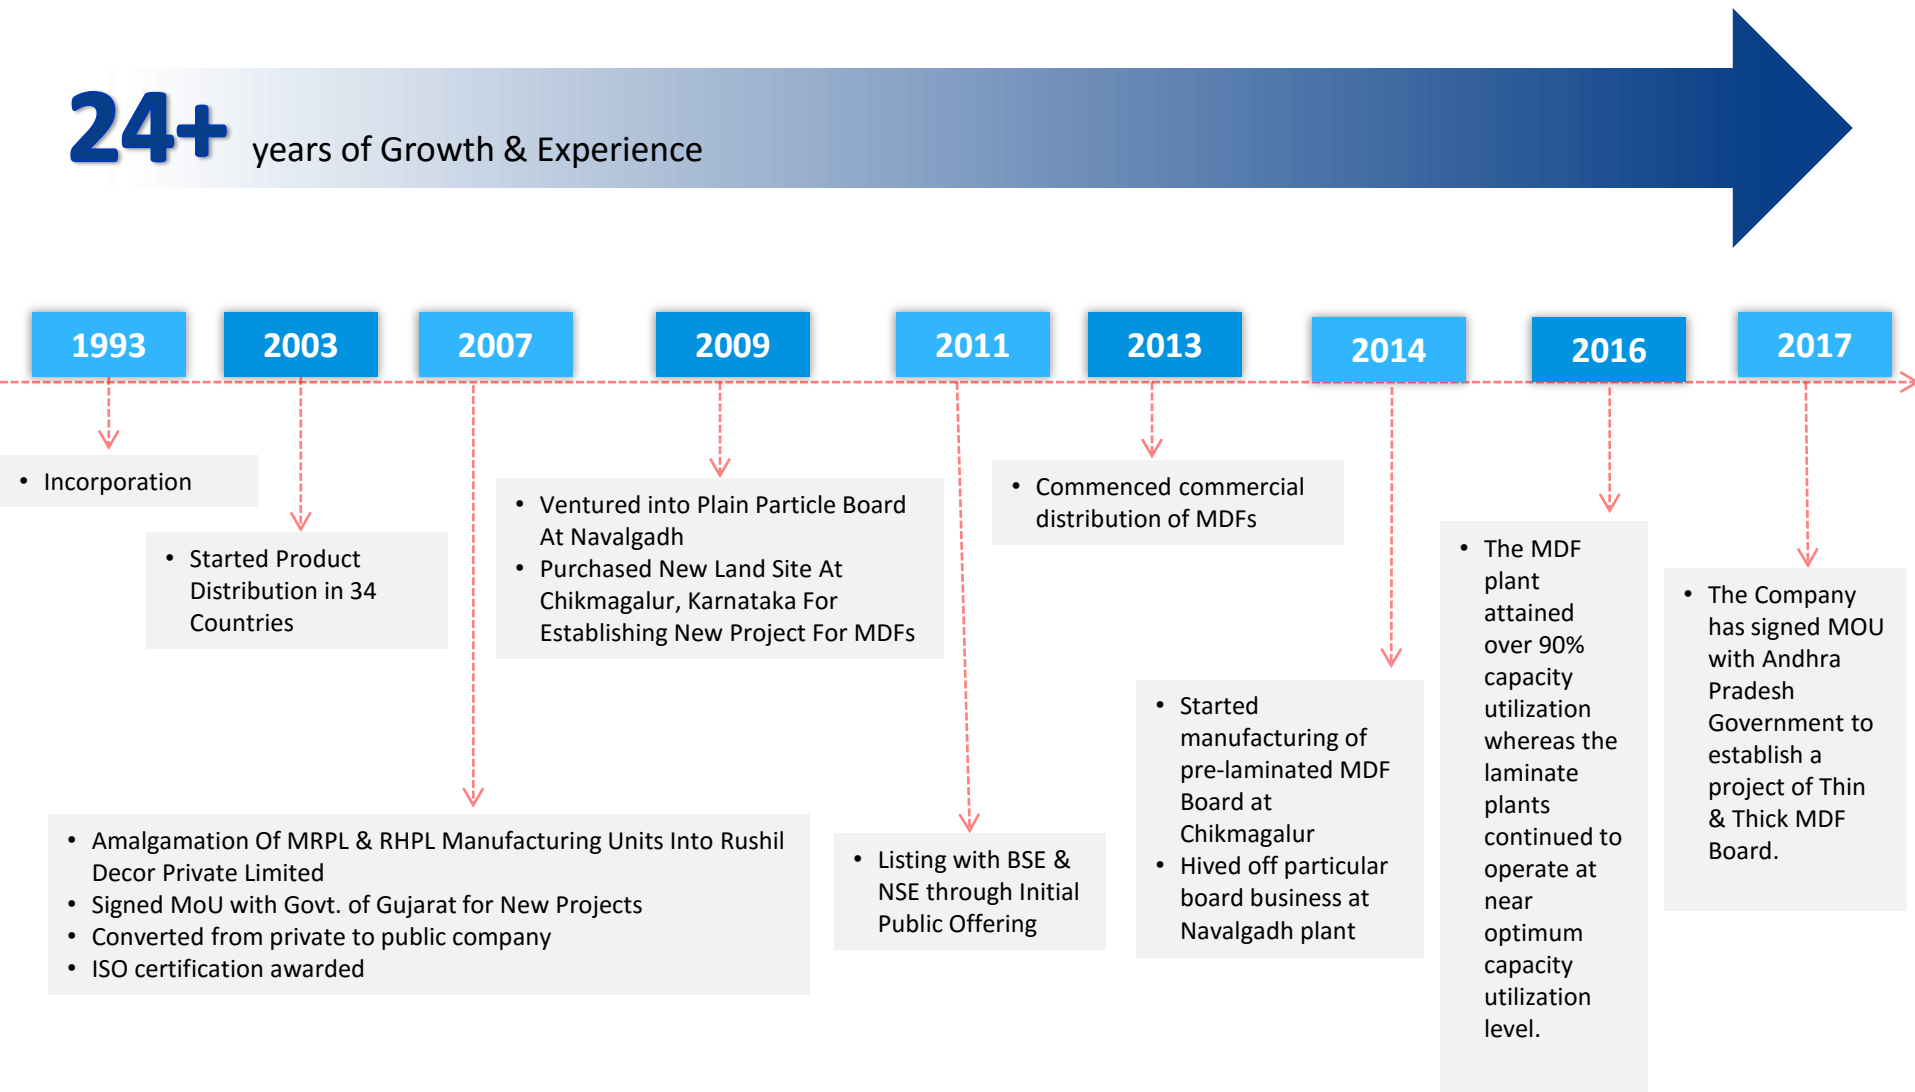 24+ years of Growth & Experience
1993
2003
2007
2009
2011
2013
2014
2016
2017
• Incorporation
• Started Product
Distribution in 34
Countries
• Amalgamation Of MRPL & RHPL Manufacturing Units Into Rushil
Decor Private Limited
• Signed MoU with Govt. of Gujarat for New Projects
• Converted from private to public company
• ISO certification awarded
• Ventured into Plain Particle Board
At Navalgadh
• Purchased New Land Site At
Chikmagalur, Karnataka For
Establishing New Project For MDFs
• Listing with BSE &
NSE through Initial
Public Offering
• Commenced commercial
distribution of MDFs
• Started
manufacturing of
pre-laminated MDF
Board at
Chikmagalur
• Hived off particular
board business at
Navalgadh plant
• The MDF
plant
attained
over 90%
capacity
utilization
whereas the
laminate
plants
continued to
operate at
near
optimum
capacity
utilization
level.
• The Company
has signed MOU
with Andhra
Pradesh
Government to
establish a
project of Thin
& Thick MDF
Board.